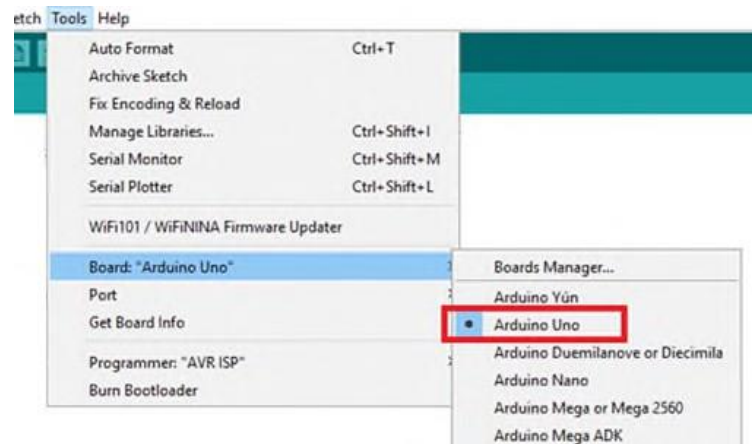 etch Tools Help
Auto Format Ctrl+T
Archive Sketch
Fix Encoding & Reload
Manage Libraries... Ctrl+Shift+I
Serial Monitor Ctrl+Shift+M
Serial Plotter Ctrl+Shift+L
WiFi101 / WiFiNINA Firmware Updater
Board: "Arduino Uno"
Port
Get Board Info
Programmer: "AVR ISP"
Burn Bootloader
Boards Manager...
Arduino Yún
Arduino Uno
Arduino Duemilanove or Diecimila
Arduino Nano
Arduino Mega or Mega 2560
Arduino Mega ADK